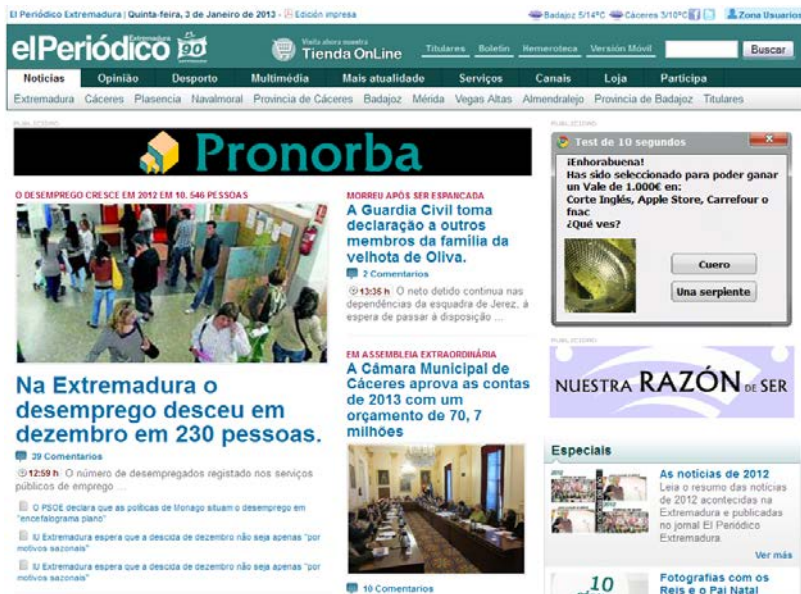 El Periódico Extremadura | Quinta-feira, 3 de Janeiro de 2013 - Edición impresa
Badajoz 5/14ºC Cáceres 3/10ºC Zona Usuarios
elPeriódico Extremadura 90
Visita ahora nuestra
Tienda OnLine
Titulares Boletin Hemeroteca Versión Móvil Buscar
Noticias Opinião Desporto Multimédia Mais atualidade Serviços Canais Loja Participa
Extremadura Cáceres Plasencia Navalmoral Provincia de Cáceres Badajoz Mérida Vegas Altas Almendralejo Provincia de Badajoz Titulares
PUBLICIDAD
Pronorba
O DESEMPREGO CRESCE EM 2012 EM 10. 546 PESSOAS
Na Extremadura o
desemprego desceu em
dezembro em 230 pessoas.
39 Comentarios
12:59 h O número de desempregados registado nos serviços
públicos de emprego ...
O PSOE declara que as políticas de Monago situam o desemprego em
"encefalograma plano"
IU Extremadura espera que a descida de dezembro não seja apenas "por
motivos sazonais"
IU Extremadura espera que a descida de dezembro não seja apenas "por
motivos sazonais"
MORREU APÓS SER ESPANCADA
A Guardia Civil toma
declaração a outros
membros da família da
velhota de Oliva.
2 Comentarios
13:35 h O neto detido continua nas
dependências da esquadra de Jerez, á
espera de passar á disposição ...
EM ASSEMBLEIA EXTRAORDINÁRIA
A Câmara Municipal de
Cáceres aprova as contas
de 2013 com um
orçamento de 70, 7
milhões
10 Comentarios
PUBLICIDAD
Test de 10 segundos
¡Enhorabuena!
Has sido seleccionado para poder ganar
un Vale de 1.000€ en:
Corte Inglés, Apple Store, Carrefour o
fnac
¿Qué ves?
Cuero
Una serpiente
PUBLICIDAD
NUESTRA RAZÓN DE SER
Especiais
2012
As notícias de 2012
Leia o resumo das notícias
de 2012 acontecidas na
Extremadura e publicadas
no jornal El Periódico
Extremadura.
Ver más
10
Fotografias com os
Reis e o Pai Natal